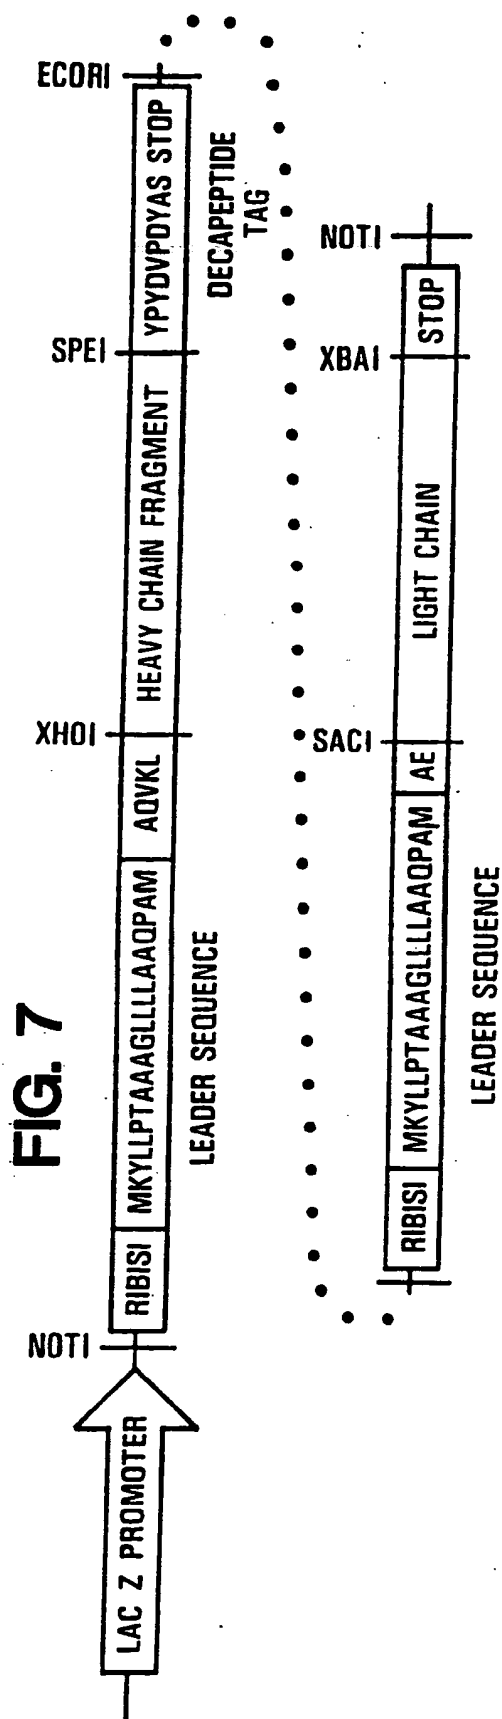 FIG. 7
LAC Z PROMOTER
NOTI
RIBISI
MKYLLPTAAAGLLLLAAQPAM
LEADER SEQUENCE
AQVKL
XHOI
HEAVY CHAIN FRAGMENT
SPEI
YPYDVPDYAS STOP
DECAPEPTIDE
TAG
ECORI
RIBISI
MKYLLPTAAAGLLLLAAQPAM
LEADER SEQUENCE
AE
SACI
LIGHT CHAIN
XBAI
STOP
NOTI